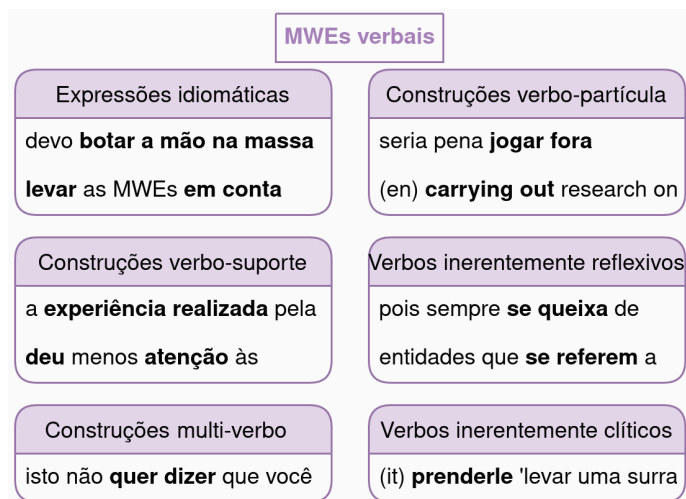 MWEs verbais
Expressões idiomáticas
devo botar a mão na massa
levar as MWEs em conta
Construções verbo-partícula
seria pena jogar fora
(en) carrying out research on
Construções verbo-suporte
a experiência realizada pela
deu menos atenção às
Verbos inerentemente reflexivos
pois sempre se queixa de
entidades que se referem a
Construções multi-verbo
isto não quer dizer que você
Verbos inerentemente clíticos
(it) prenderle 'levar uma surra